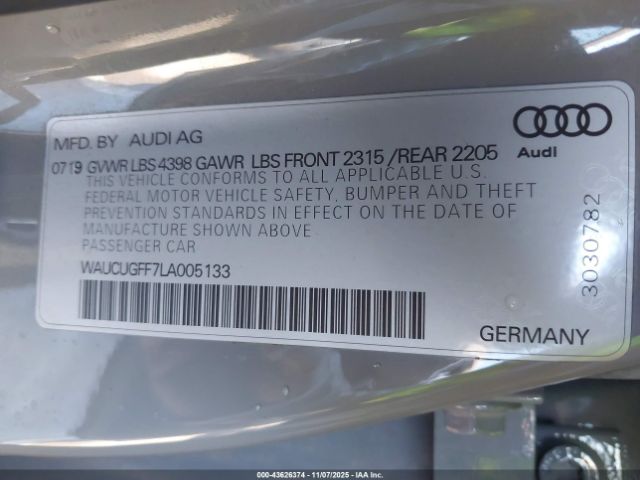 MFD. BY AUDI AG
0719 GVWR LBS 4398 GAWR LBS FRONT 2315 /REAR 2205
THIS VEHICLE CONFORMS TO ALL APPLICABLE U.S.
FEDERAL MOTOR VEHICLE SAFETY, BUMPER AND THEFT
PREVENTION STANDARDS IN EFFECT ON THE DATE OF
MANUFACTURE SHOWN ABOVE
PASSENGER CAR
WAUCUGFF7LA005133
Audi
3030782
GERMANY
00-43626374 - 11/07/2025 - IAA Inc.